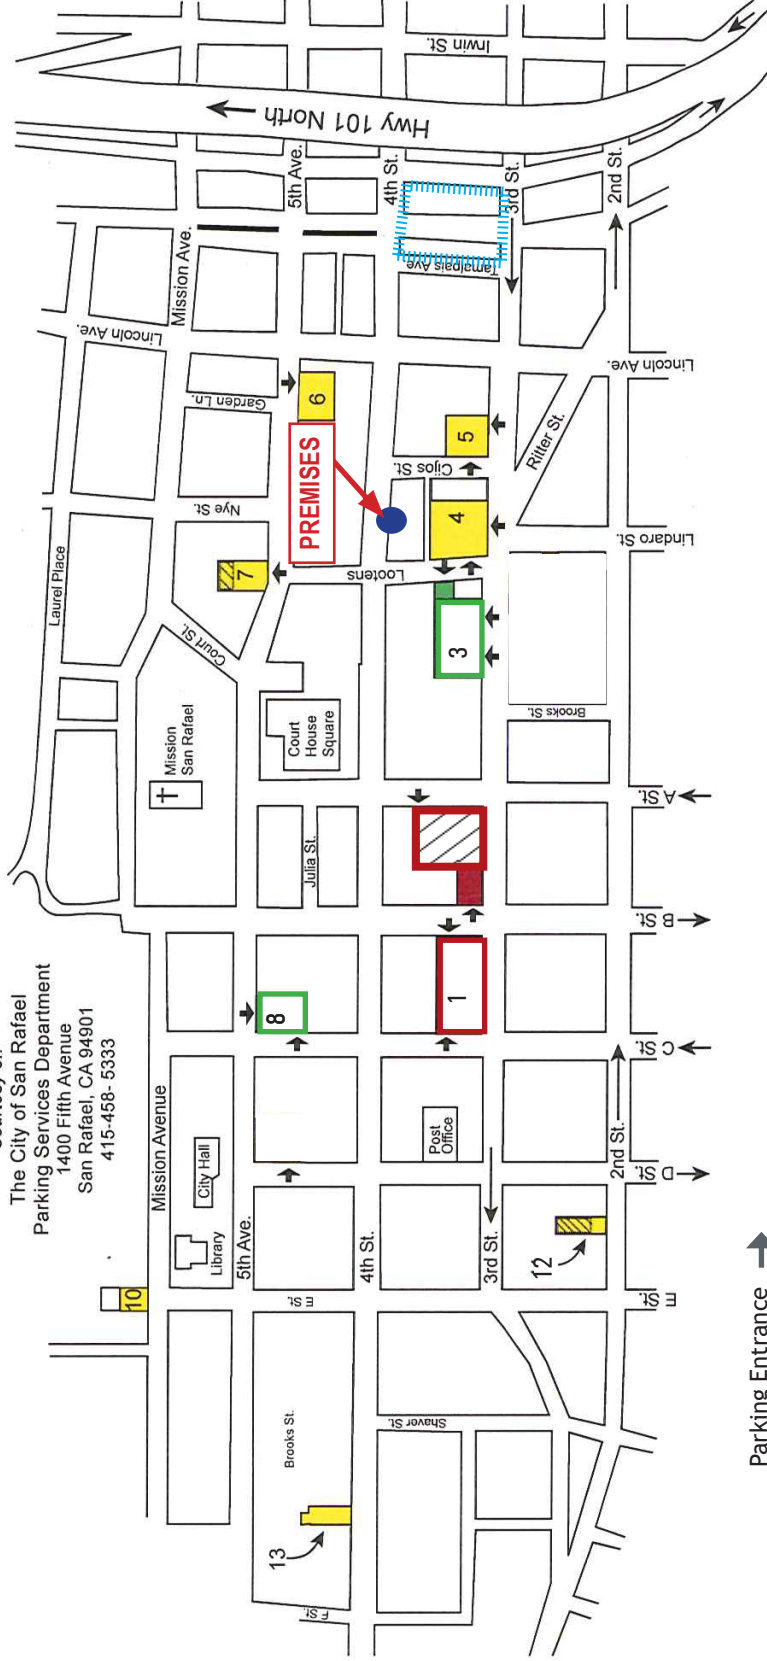 Irwin St.
Hwy 101 North
5th Ave.
4th St.
3rd St.
2nd St.
Mission Ave.
Tamalpais Ave
Lincoln Ave.
Lincoln Ave.
Garden Ln.
6
5
Ritter St.
PREMISES
Cijos St.
Nye St.
4
Lindaro St.
Laurel Place
7
Lootens
Court St.
3
Brooks St.
Mission
San Rafael
Court
House
Square
A St.
Julia St.
B St.
1
8
C St.
The City of San Rafael
Parking Services Department
1400 Fifth Avenue
San Rafael, CA 94901
415-458- 5333
Mission Avenue
City Hall
Library
Post
Office
2nd St.
D St.
5th Ave.
4th St.
3rd St.
12
10
E St.
E St.
Shaver St.
Brooks St.
13
F St.
Parking Entrance